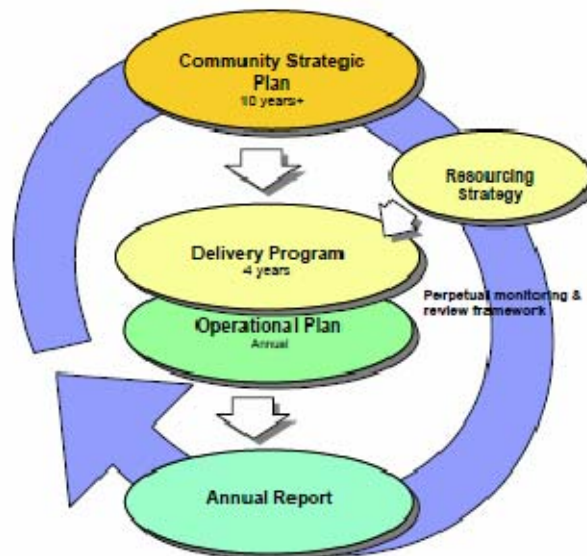 Community Strategic
Plan
10 years+
Resourcing
Strategy
Delivery Program
4 years
Perpetual monitoring &
review framework
Operational Plan
Annual
Annual Report